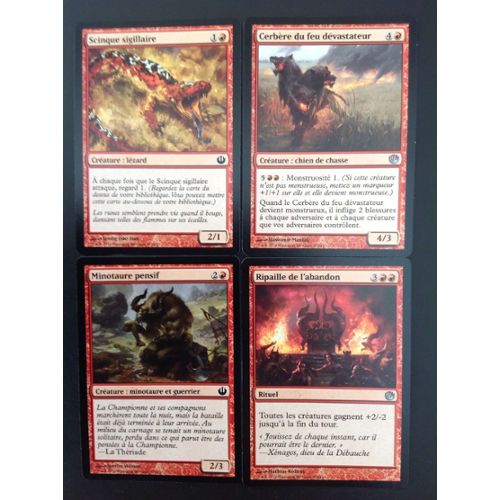 Scinque sigillaire 1
Créature : lézard
À chaque fois que le Scinque sigillaire
attaque, regard 1. (Regardez la carte du
dessus de votre bibliothèque. Vous pouvez mettre
cette carte au-dessous de votre bibliothèque.)
Les runes semblent prendre vie quand il bouge,
donnant vie des flammes sur ses écailles.
2/1
Cerbère du feu dévastateur 4
Créature : chien de chasse
5 : Monstruosité 1. (Si cette créature
n'est pas monstrueuse, mettez un marqueur
+1/+1 sur elle et elle devient monstrueuse.)
Quand le Cerbère du feu dévastateur
devient monstrueux, il inflige 2 blessures
à chaque adversaire et à chaque créature
que vos adversaires contrôlent.
Slawomir Maniak
4/3
Minotaure pensif 2
Créature : minotaure et guerrier
La Championne et ses compagnons
marchèrent toute la nuit, mais la bataille
était déjà terminée à leur arrivée. Au
milieu du carnage se tenait un minotaure
solitaire, perdu dans ce qui parut être des
pensées à la Championne.
—La Thériade
2/3
Ripaille de l'abandon 3
Rituel
Toutes les créatures gagnent +2/-2
jusqu'à la fin du tour.
« Jouissez de chaque instant, car il
pourrait être le dernier. »
—Xénagos, dieu de la Débauche